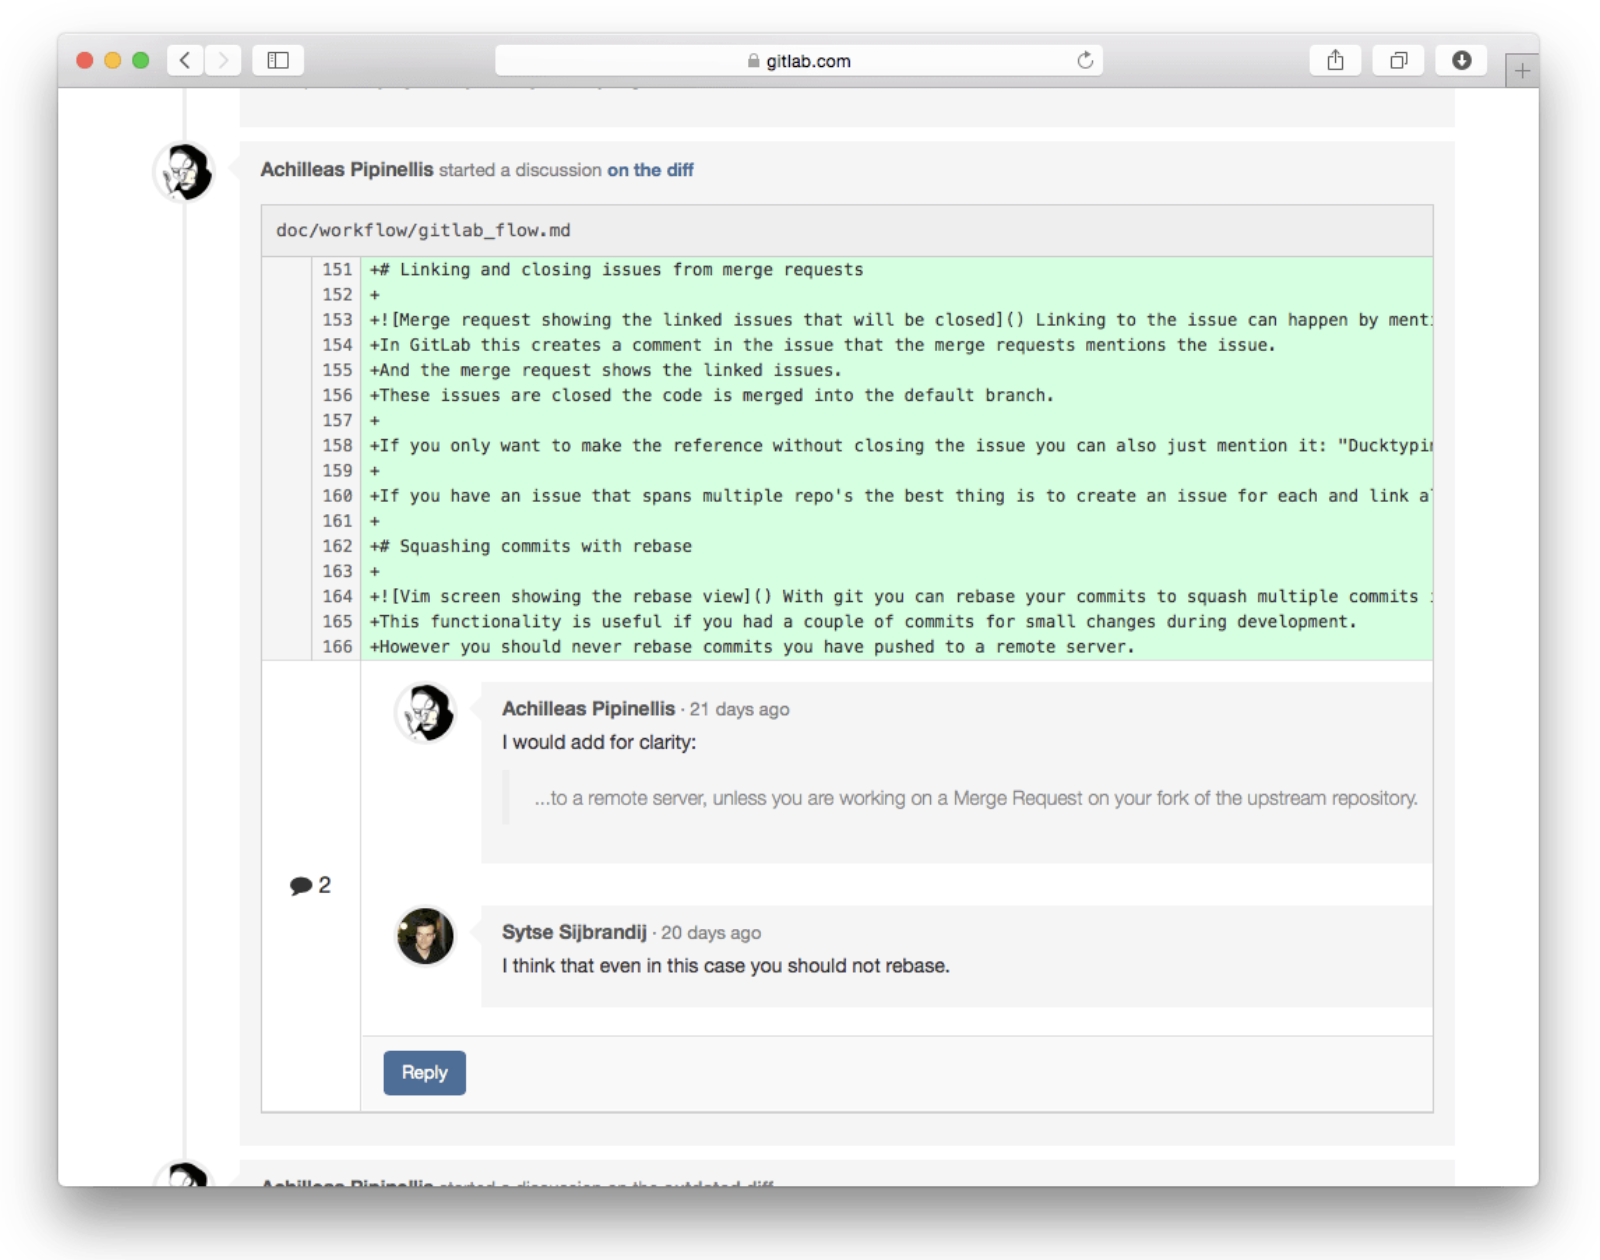 gitlab.com
Achilleas Pipinellis started a discussion on the diff
doc/workflow/gitlab_flow.md
151 +# Linking and closing issues from merge requests
152 +
153 +![Merge request showing the linked issues that will be closed]() Linking to the issue can happen by
154 +In GitLab this creates a comment in the issue that the merge requests mentions the issue.
155 +And the merge request shows the linked issues.
156 +These issues are closed the code is merged into the default branch.
157 +
158 +If you only want to make the reference without closing the issue you can also just mention it:
159 +
160 +If you have an issue that spans multiple repo's the best thing is to create an issue for each and link
161 +
162 +# Squashing commits with rebase
163 +
164 +![Vim screen showing the rebase view]() With git you can rebase your commits to squash multiple commits
165 +This functionality is useful if you had a couple of commits for small changes during development.
166 +However you should never rebase commits you have pushed to a remote server.
Achilleas Pipinellis · 21 days ago
I would add for clarity:
...to a remote server, unless you are working on a Merge Request on your fork of the upstream repository.
2
Sytse Sijbrandij · 20 days ago
I think that even in this case you should not rebase.
Reply
Achilleas Pipinellis started a discussion on the outdated diff